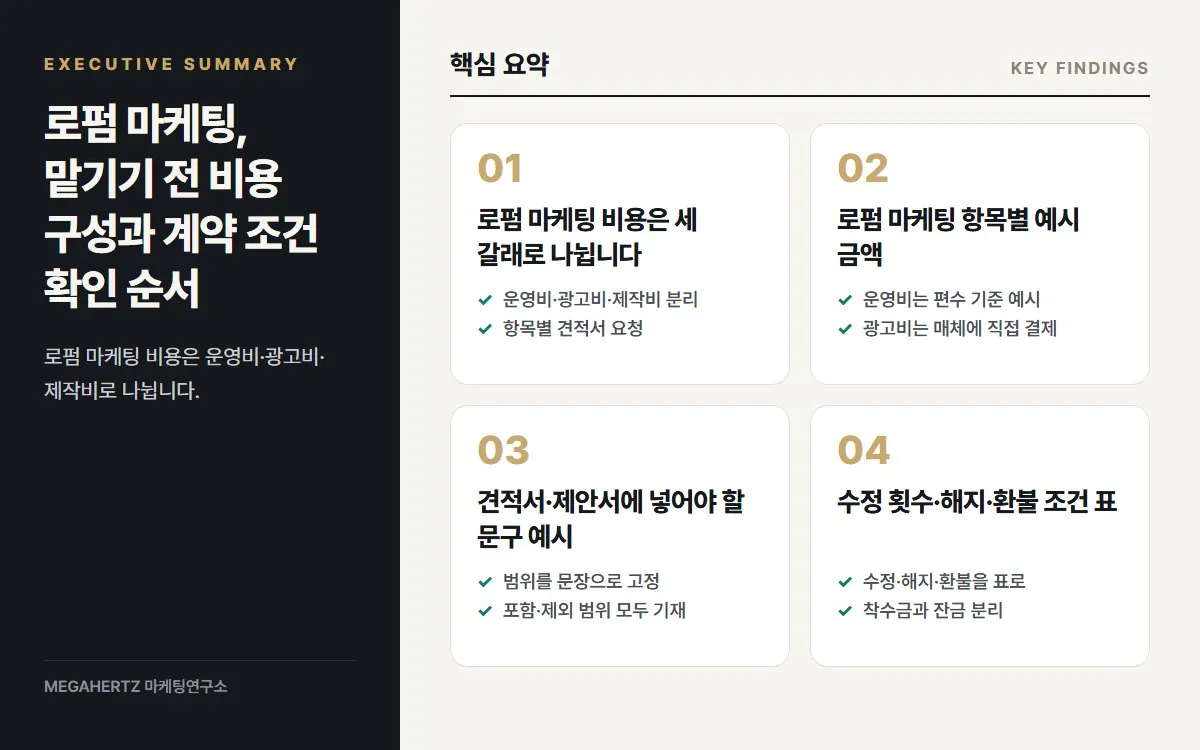 EXECUTIVE SUMMARY
로펌 마케팅,
맡기기 전 비용
구성과 계약 조건
확인 순서
로펌 마케팅 비용은 운영비·광고비·
제작비로 나뉩니다.
MEGAHERTZ 마케팅연구소
핵심 요약
KEY FINDINGS
01
로펌 마케팅 비용은 세
갈래로 나뉩니다
✓ 운영비·광고비·제작비 분리
✓ 항목별 견적서 요청
02
로펌 마케팅 항목별 예시
금액
✓ 운영비는 편수 기준 예시
✓ 광고비는 매체에 직접 결제
03
견적서·제안서에 넣어야 할
문구 예시
✓ 범위를 문장으로 고정
✓ 포함·제외 범위 모두 기재
04
수정 횟수·해지·환불 조건 표
✓ 수정·해지·환불을 표로
✓ 착수금과 잔금 분리